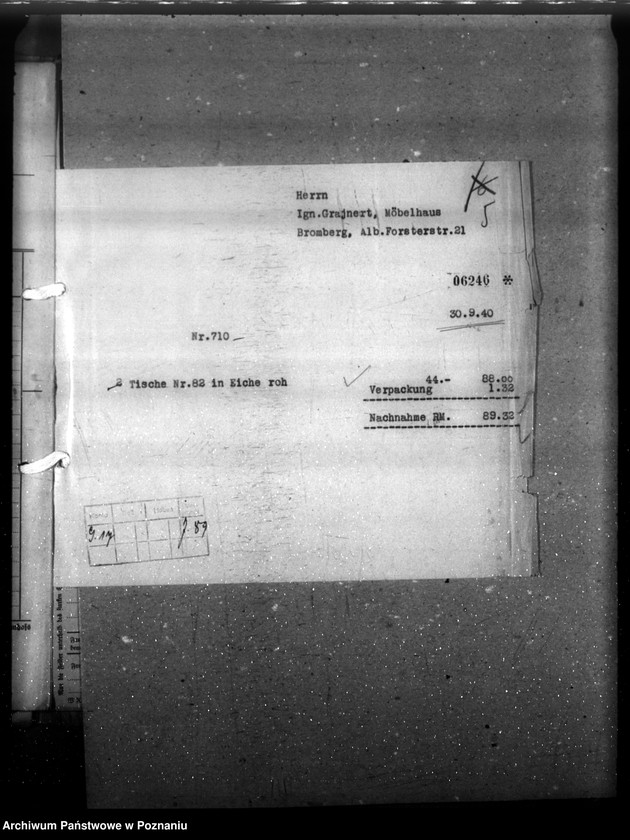 5
Herrn
Ign.Grajnert, Möbelhaus
Bromberg, Alb.Forsterstr.21
06246 *
30.9.40
Nr.710
2 Tische Nr.82 in Eiche roh 44.- 88.00
Verpackung 1.32
Nachnahme RM. 89.32
Archiwum Państwowe w Poznaniu